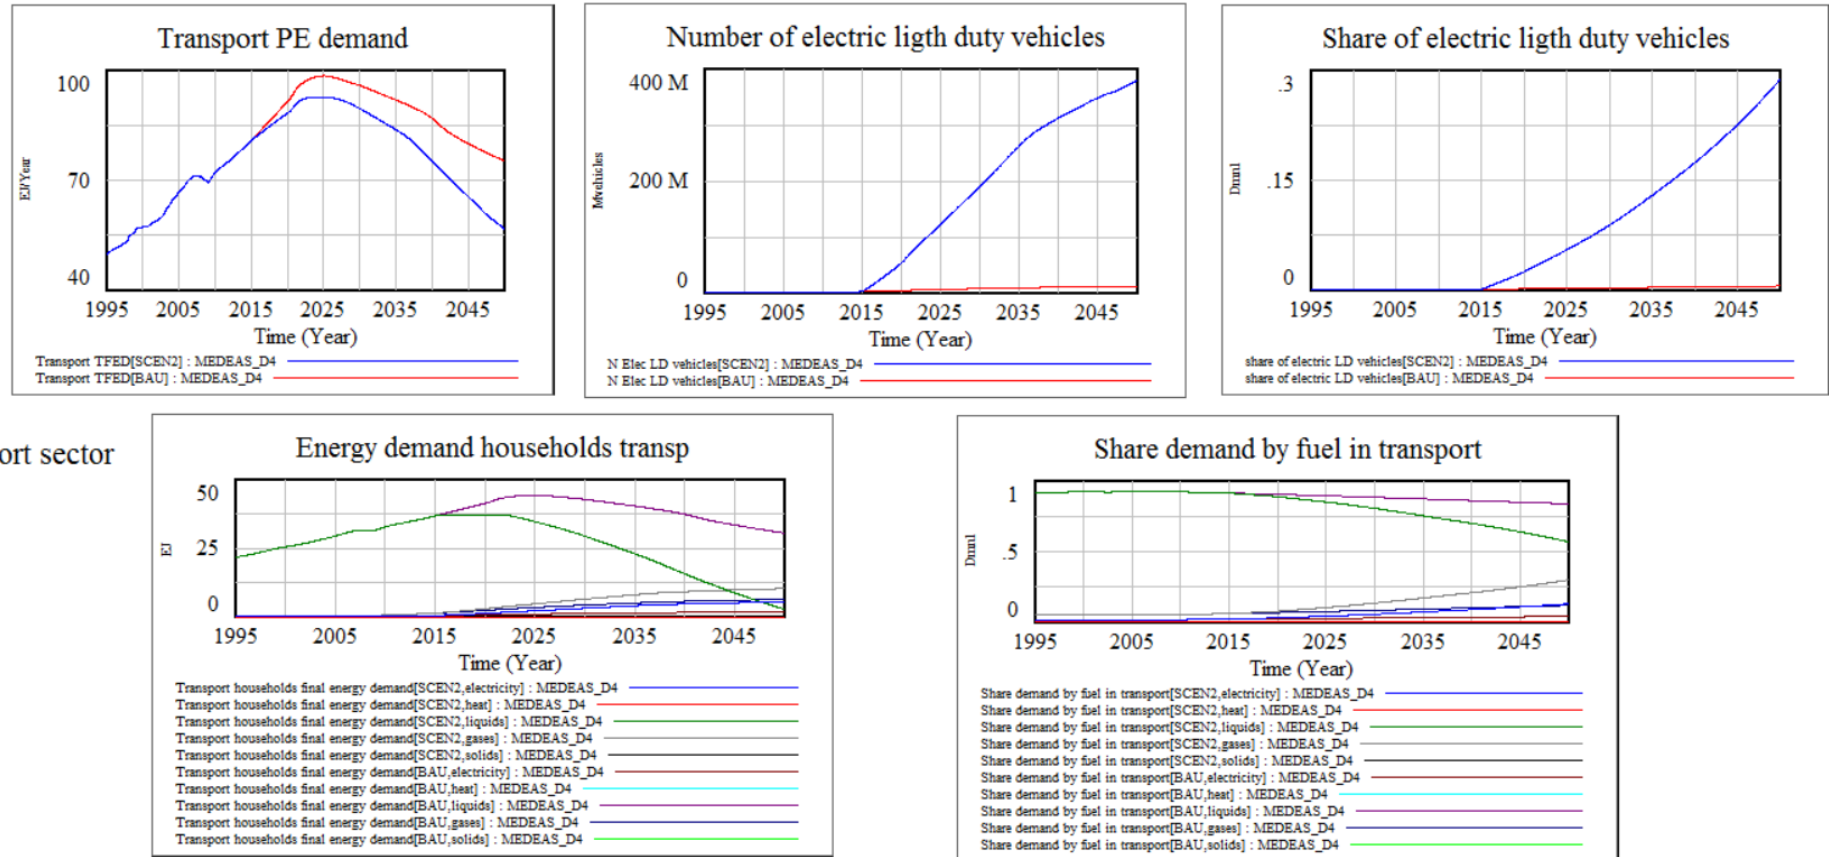 Transport PE demand
100
70
40
EJ/Year
1995 2005 2015 2025 2035 2045
Time (Year)
Transport TFED[SCEN2] : MEDEAS_D4
Transport TFED[BAU] : MEDEAS_D4
Number of electric ligth duty vehicles
400 M
200 M
0
Mvehicles
1995 2005 2015 2025 2035 2045
Time (Year)
N Elec LD vehicles[SCEN2] : MEDEAS_D4
N Elec LD vehicles[BAU] : MEDEAS_D4
Share of electric ligth duty vehicles
.3
.15
0
Dmnl
1995 2005 2015 2025 2035 2045
Time (Year)
share of electric LD vehicles[SCEN2] : MEDEAS_D4
share of electric LD vehicles[BAU] : MEDEAS_D4
ort sector
Energy demand households transp
50
25
0
EJ
1995 2005 2015 2025 2035 2045
Time (Year)
Transport households final energy demand[SCEN2,electricity] : MEDEAS_D4
Transport households final energy demand[SCEN2,heat] : MEDEAS_D4
Transport households final energy demand[SCEN2,liquids] : MEDEAS_D4
Transport households final energy demand[SCEN2,gases] : MEDEAS_D4
Transport households final energy demand[SCEN2,solids] : MEDEAS_D4
Transport households final energy demand[BAU,electricity] : MEDEAS_D4
Transport households final energy demand[BAU,heat] : MEDEAS_D4
Transport households final energy demand[BAU,liquids] : MEDEAS_D4
Transport households final energy demand[BAU,gases] : MEDEAS_D4
Transport households final energy demand[BAU,solids] : MEDEAS_D4
Share demand by fuel in transport
1
.5
0
Dmnl
1995 2005 2015 2025 2035 2045
Time (Year)
Share demand by fuel in transport[SCEN2,electricity] : MEDEAS_D4
Share demand by fuel in transport[SCEN2,heat] : MEDEAS_D4
Share demand by fuel in transport[SCEN2,liquids] : MEDEAS_D4
Share demand by fuel in transport[SCEN2,gases] : MEDEAS_D4
Share demand by fuel in transport[SCEN2,solids] : MEDEAS_D4
Share demand by fuel in transport[BAU,electricity] : MEDEAS_D4
Share demand by fuel in transport[BAU,heat] : MEDEAS_D4
Share demand by fuel in transport[BAU,liquids] : MEDEAS_D4
Share demand by fuel in transport[BAU,gases] : MEDEAS_D4
Share demand by fuel in transport[BAU,solids] : MEDEAS_D4